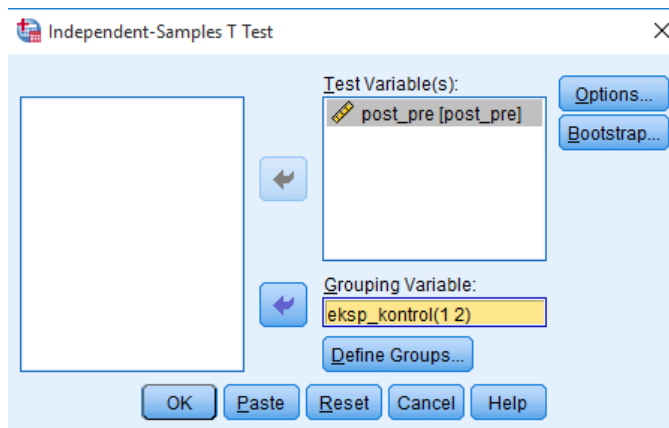 Independent-Samples T Test
Test Variable(s):
post_pre [post_pre]
Options...
Bootstrap...
Grouping Variable:
eksp_kontrol(1 2)
Define Groups...
OK
Paste
Reset
Cancel
Help